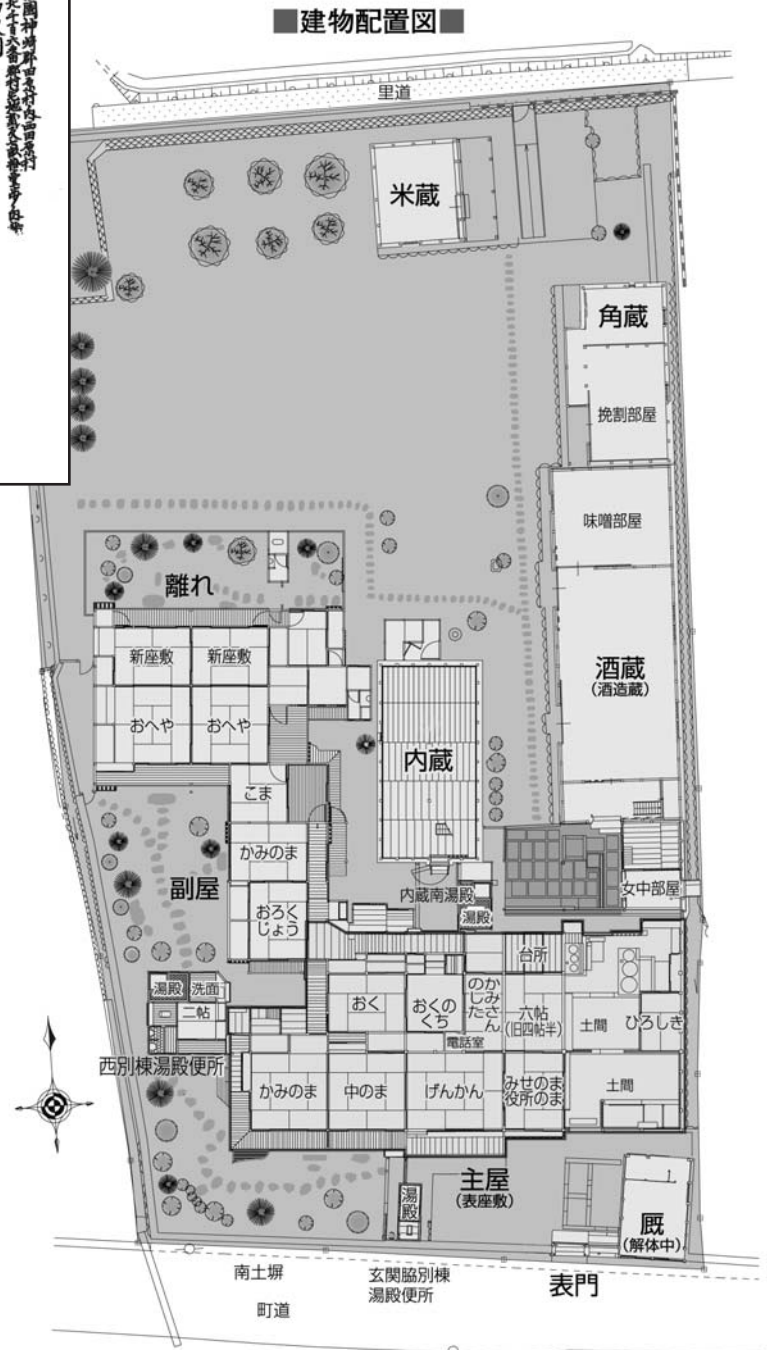 ■建物配置図■
里道
米蔵
角蔵
挽割部屋
味噌部屋
離れ
新座敷
新座敷
おへや
おへや
酒蔵
(酒造蔵)
内蔵
こま
かみのま
副屋
おろく
じょう
内蔵南湯殿
湯殿
女中部屋
台所
湯殿
洗面
二帖
おく
おくの
くち
かみさん
のした
六帖
(旧四帖半)
土間
ひろしき
電話室
西別棟湯殿便所
かみのま
中のま
げんかん
みせのま
役所のま
土間
主屋
(表座敷)
湯殿
厩
(解体中)
南土塀
玄関脇別棟
湯殿便所
表門
町道